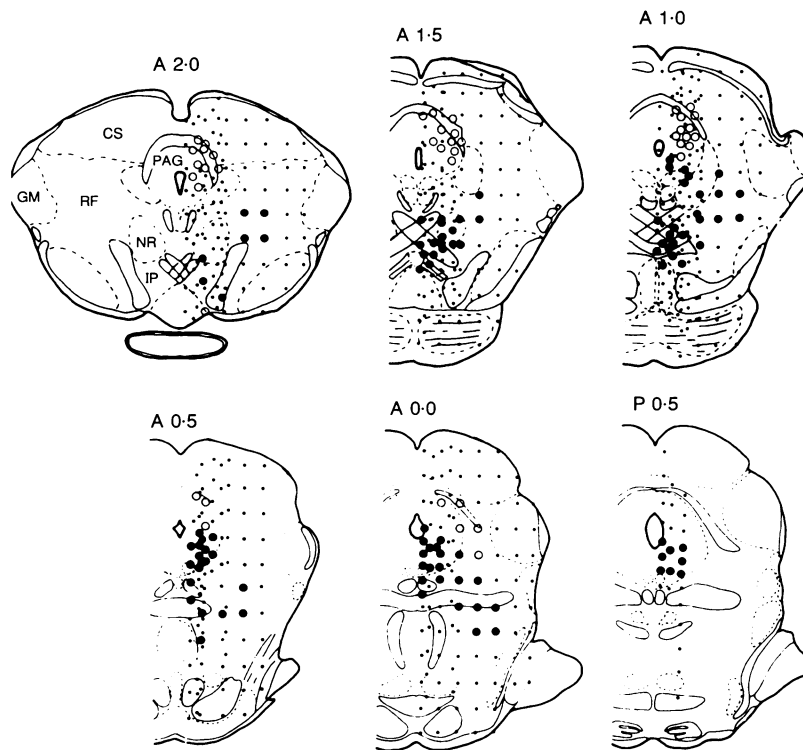 A 2·0
A 1·5
A 1·0
CS
PAG
GM
RF
NR
IP
A 0·5
A 0·0
P 0·5